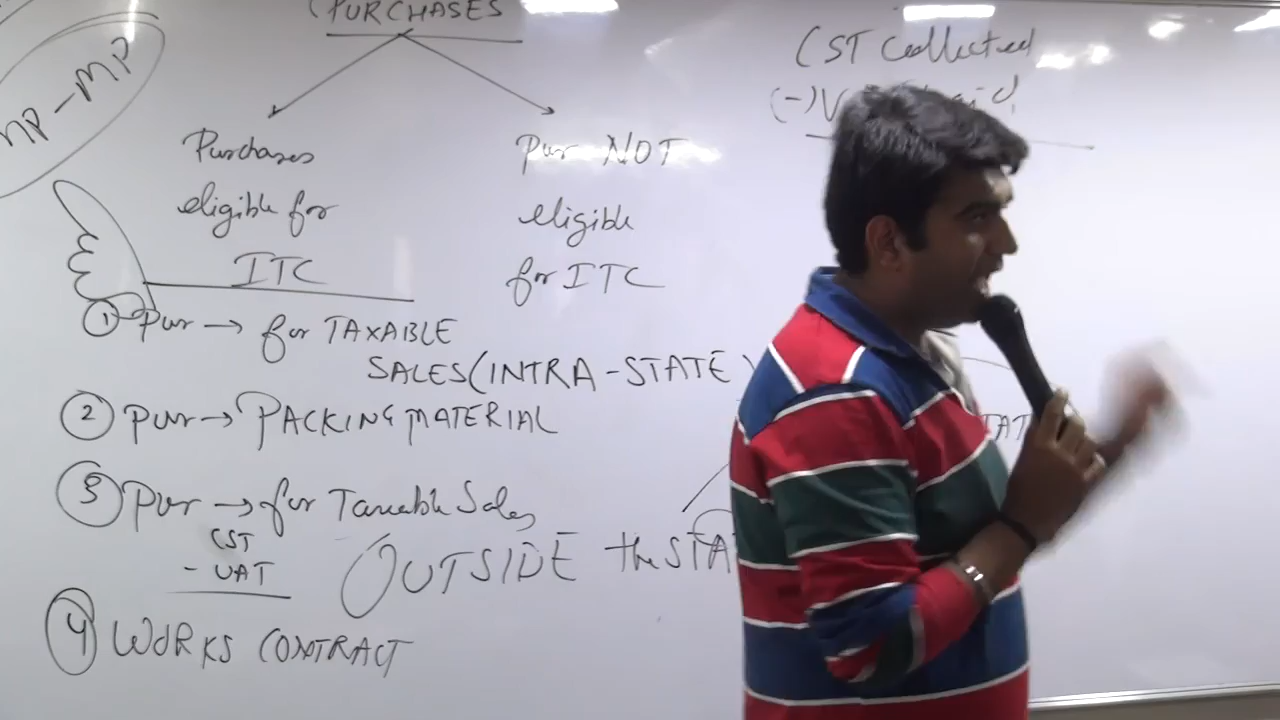 (PURCHASES
MP-MP
Purchases
eligible for
ITC
Pur NOT
eligible
for ITC
CST Collected
(-)V
① Pur → for TAXABLE
SALES (INTRA-STATE)
② Pur → PACKING MATERIAL
③ Pur → for Taxable Sales
CST
- VAT
OUTSIDE the STA
④ WORKS CONTRACT
TAT